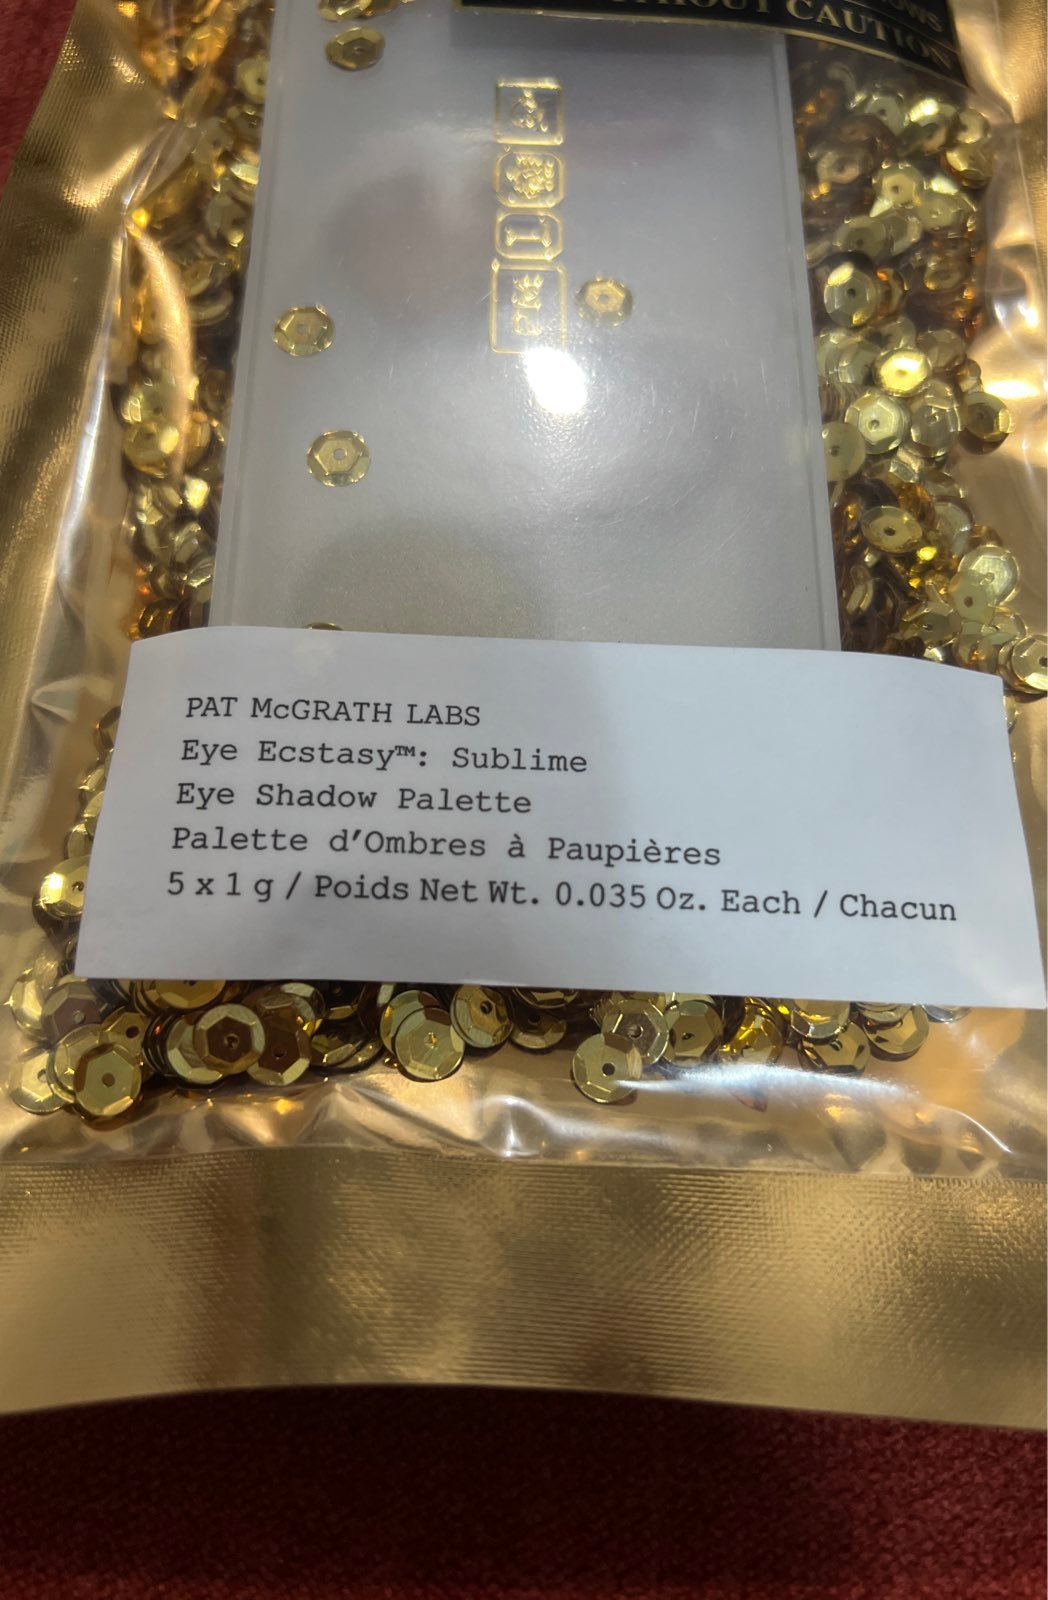 CAUTION
PAT McGRATH LABS
Eye Ecstasy™: Sublime
Eye Shadow Palette
Palette d’Ombres à Paupières
5 x 1 g / Poids Net Wt. 0.035 Oz. Each / Chacun